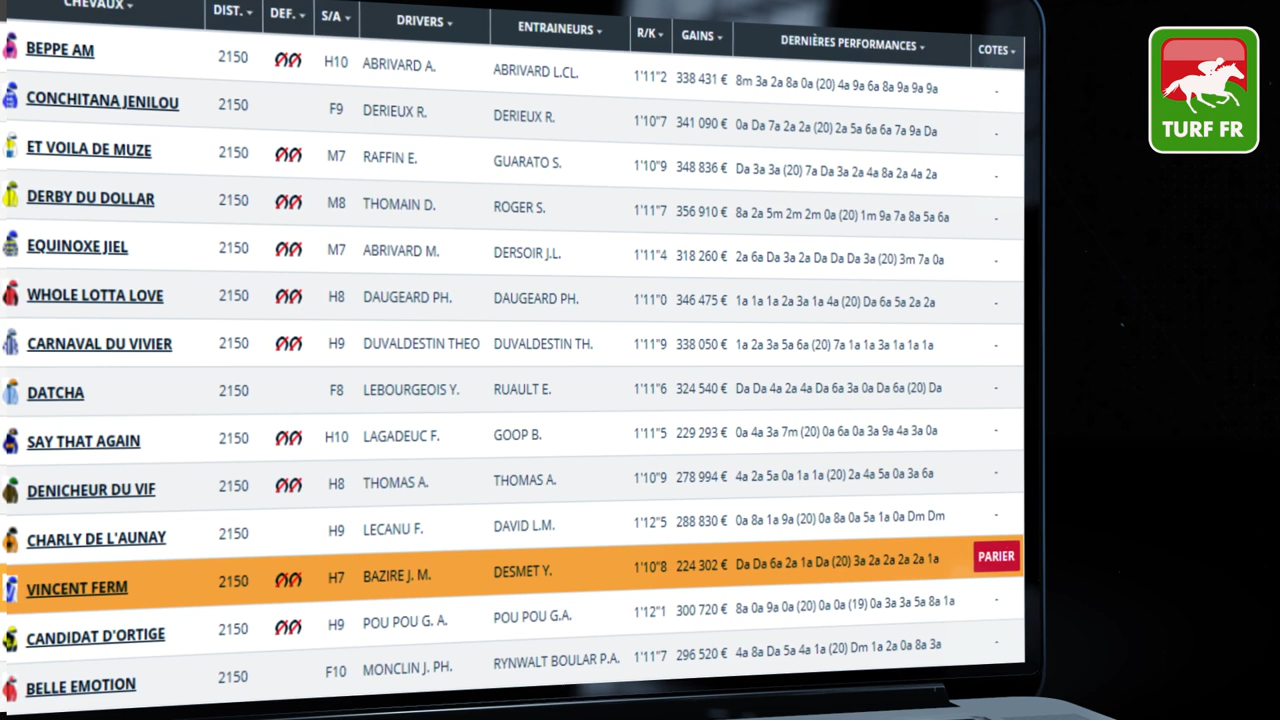 CHEVAUX DIST. DEF. S/A DRIVERS ENTRAINEURS R/K GAINS DERNIÈRES PERFORMANCES COTES
BEPPE AM 2150 H10 ABRIVARD A. ABRIVARD L.CL. 1'11"2 338 431 € 8m 3a 2a 8a 0a (20) 4a 9a 6a 8a 9a 9a 9a -
CONCHITANA JENILOU 2150 F9 DERIEUX R. DERIEUX R. 1'10"7 341 090 € 0a Da 7a 2a 2a (20) 2a 5a 6a 6a 7a 9a Da -
ET VOILA DE MUZE 2150 M7 RAFFIN E. GUARATO S. 1'10"9 348 836 € Da 3a 3a (20) 7a Da 3a 2a 4a 8a 2a 4a 2a -
DERBY DU DOLLAR 2150 M8 THOMAIN D. ROGER S. 1'11"7 356 910 € 8a 2a 5m 2m 2m 0a (20) 1m 9a 7a 8a 5a 6a -
EQUINOXE JIEL 2150 M7 ABRIVARD M. DERSOIR J.L. 1'11"4 318 260 € 2a 6a Da 3a 2a Da Da Da 3a (20) 3m 7a 0a -
WHOLE LOTTA LOVE 2150 H8 DAUGEARD PH. DAUGEARD PH. 1'11"0 346 475 € 1a 1a 1a 2a 3a 1a 4a (20) Da 6a 5a 2a 2a -
CARNAVAL DU VIVIER 2150 H9 DUVALDESTIN THEO DUVALDESTIN TH. 1'11"9 338 050 € 1a 2a 3a 5a 6a (20) 7a 1a 1a 3a 1a 1a 1a -
DATCHA 2150 F8 LEBOURGEOIS Y. RUAULT E. 1'11"6 324 540 € Da Da 4a 2a 4a Da 6a 3a 0a Da 6a (20) Da -
SAY THAT AGAIN 2150 H10 LAGADEUC F. GOOP B. 1'11"5 229 293 € 0a 4a 3a 7m (20) 0a 6a 0a 3a 9a 4a 3a 0a -
DENICHEUR DU VIF 2150 H8 THOMAS A. THOMAS A. 1'10"9 278 994 € 4a 2a 5a 0a 1a 1a (20) 2a 4a 5a 0a 3a 6a -
CHARLY DE L'AUNAY 2150 H9 LECANU F. DAVID L.M. 1'12"5 288 830 € 0a 8a 1a 9a (20) 0a 8a 0a 5a 1a 0a Dm Dm -
VINCENT FERM 2150 H7 BAZIRE J. M. DESMET Y. 1'10"8 224 302 € Da Da 6a 2a 1a Da (20) 3a 2a 2a 2a 2a 1a PARIER
CANDIDAT D'ORTIGE 2150 H9 POU POU G. A. POU POU G.A. 1'12"1 300 720 € 8a 0a 9a 0a (20) 0a 0a (19) 0a 3a 3a 5a 8a 1a -
BELLE EMOTION 2150 F10 MONCLIN J. PH. RYNWALT BOULAR P.A. 1'11"7 296 520 € 4a 8a Da 5a 4a 1a (20) Dm 1a 2a 0a 8a 3a -
TURF FR